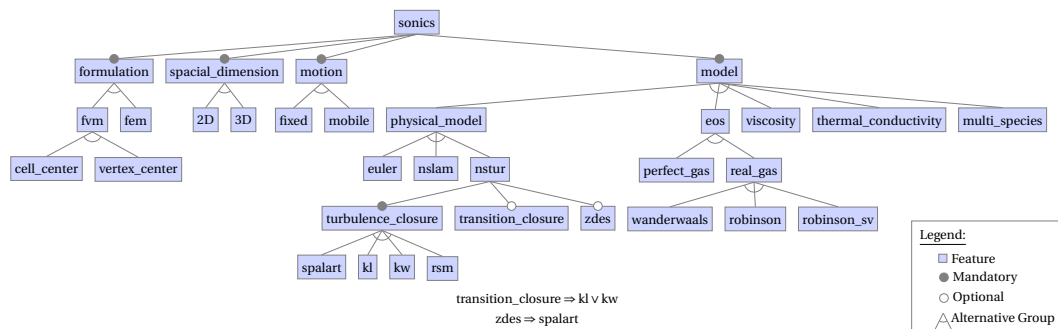 sonics
formulation spacial_dimension motion model
fvm fem 2D 3D fixed mobile physical_model eos viscosity thermal_conductivity multi_species
cell_center vertex_center euler nslam nstur perfect_gas real_gas
turbulence_closure transition_closure zdes wanderwaals robinson robinson_sv
spalart kl kw rsm
transition_closure ⇒ kl ∨ kw
zdes ⇒ spalart
Legend:
Feature
Mandatory
Optional
Alternative Group